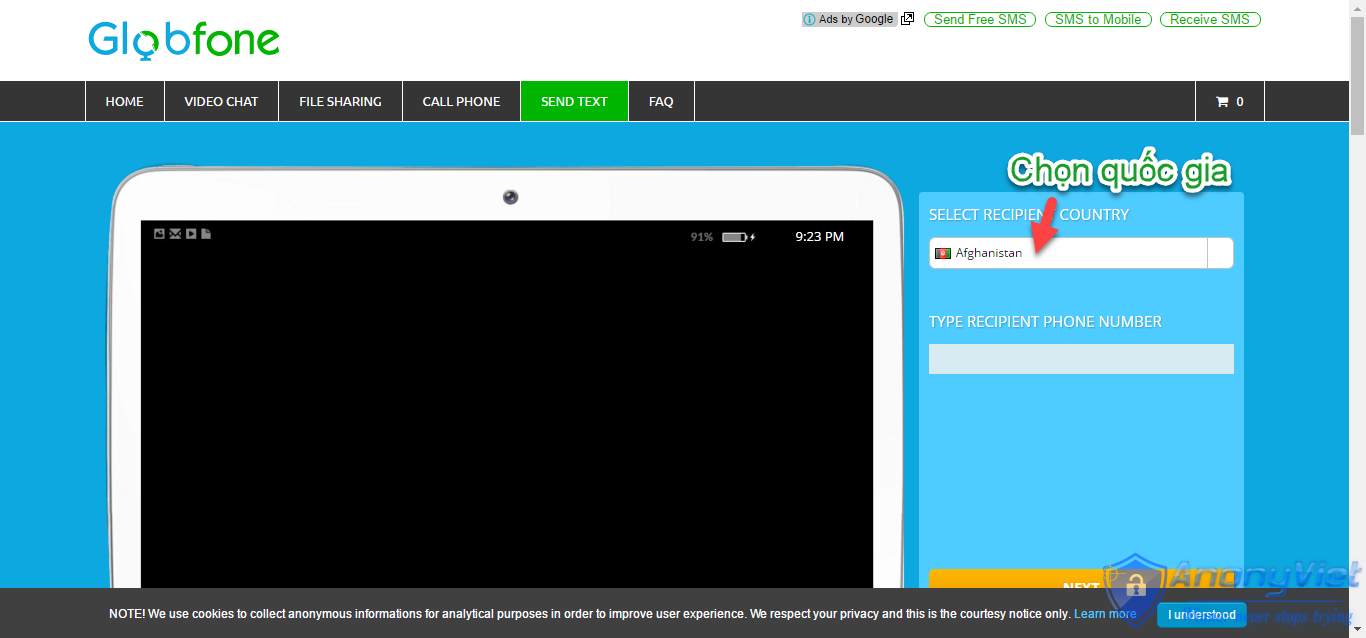 Globfone
Ads by Google
Send Free SMS
SMS to Mobile
Receive SMS
HOME
VIDEO CHAT
FILE SHARING
CALL PHONE
SEND TEXT
FAQ
0
Chọn quốc gia
91%
9:23 PM
SELECT RECIPIENT COUNTRY
Afghanistan
TYPE RECIPIENT PHONE NUMBER
NEXT
AnonyViet
NOTE! We use cookies to collect anonymous informations for analytical purposes in order to improve user experience. We respect your privacy and this is the courtesy notice only. Learn more
I understood
stops trying